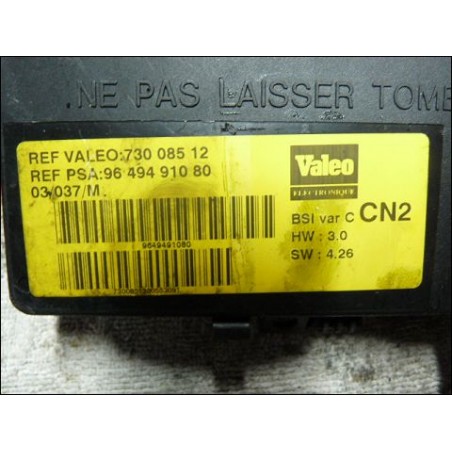 .NE PAS LAISSER TOMB
REF VALEO:730 085 12
REF PSA:96 494 910 80
03/037/M
Valeo
ELECTRONIQUE
BSI var C CN2
HW : 3.0
SW : 4.26
9649491080